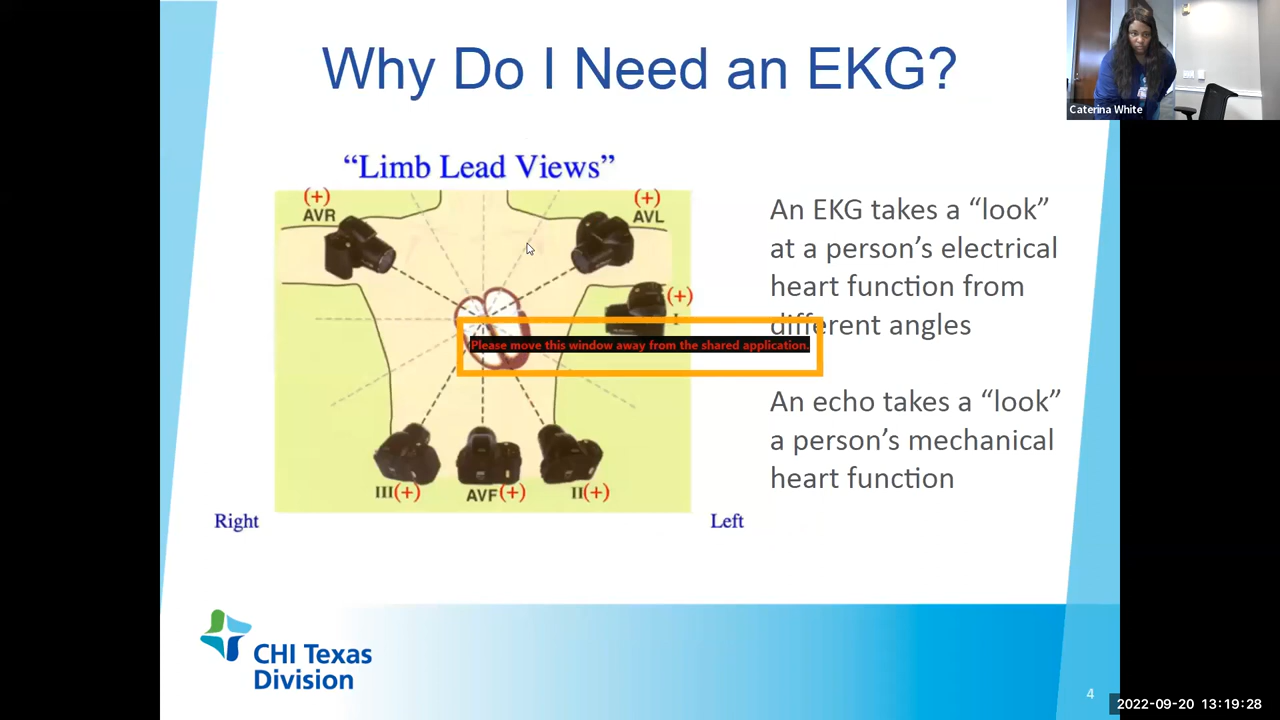 Why Do I Need an EKG?
Caterina White
“Limb Lead Views”
(+)
AVR
(+)
AVL
(+)
I
An EKG takes a “look”
at a person’s electrical
heart function from
different angles
Please move this window away from the shared application.
An echo takes a “look”
a person’s mechanical
heart function
III(+)
AVF(+)
II(+)
Right
Left
CHI Texas
Division
4
2022-09-20 13:19:28